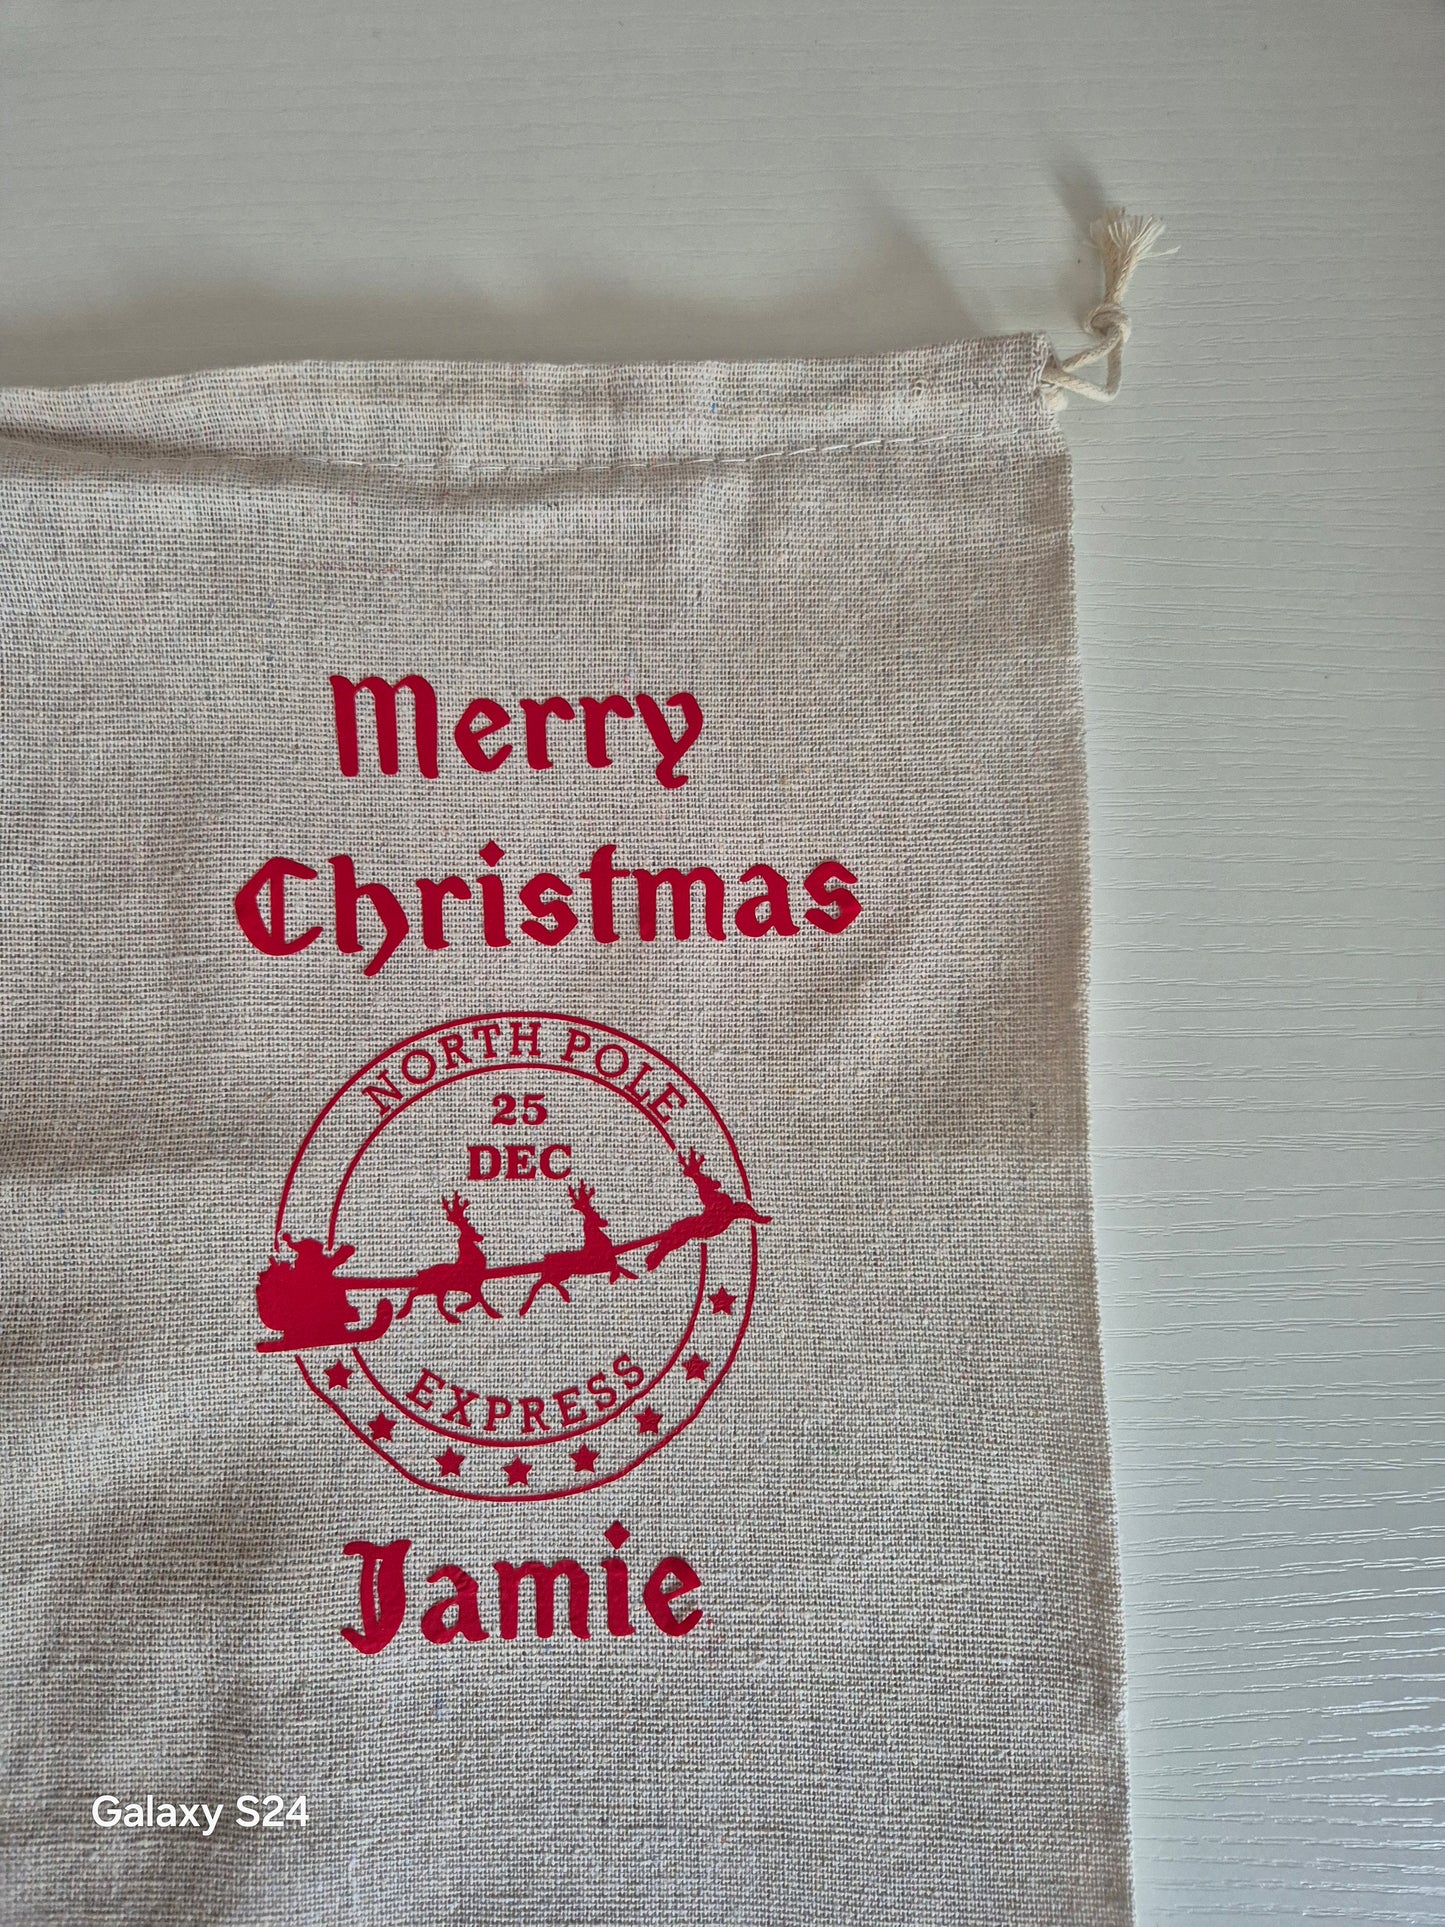 Merry
Christmas
NORTH POLE
25
DEC
EXPRESS
Jamie
Galaxy S24